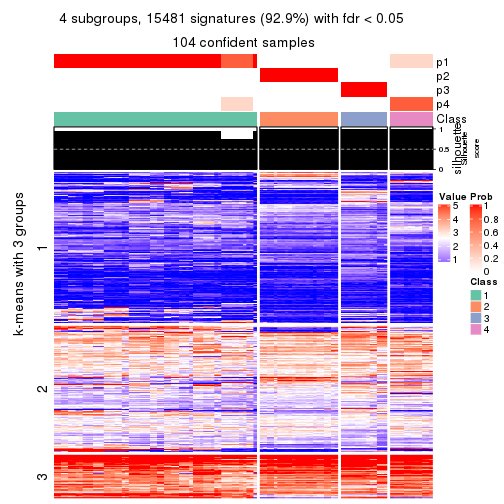 4 subgroups, 15481 signatures (92.9%) with fdr < 0.05
104 confident samples
p1
p2
p3
p4
Class
silhouette
Silhouette
score
1
0.5
0
k-means with 3 groups
1
2
3
Value
5
4
3
2
1
Prob
1
0.8
0.6
0.4
0.2
0
Class
1
2
3
4